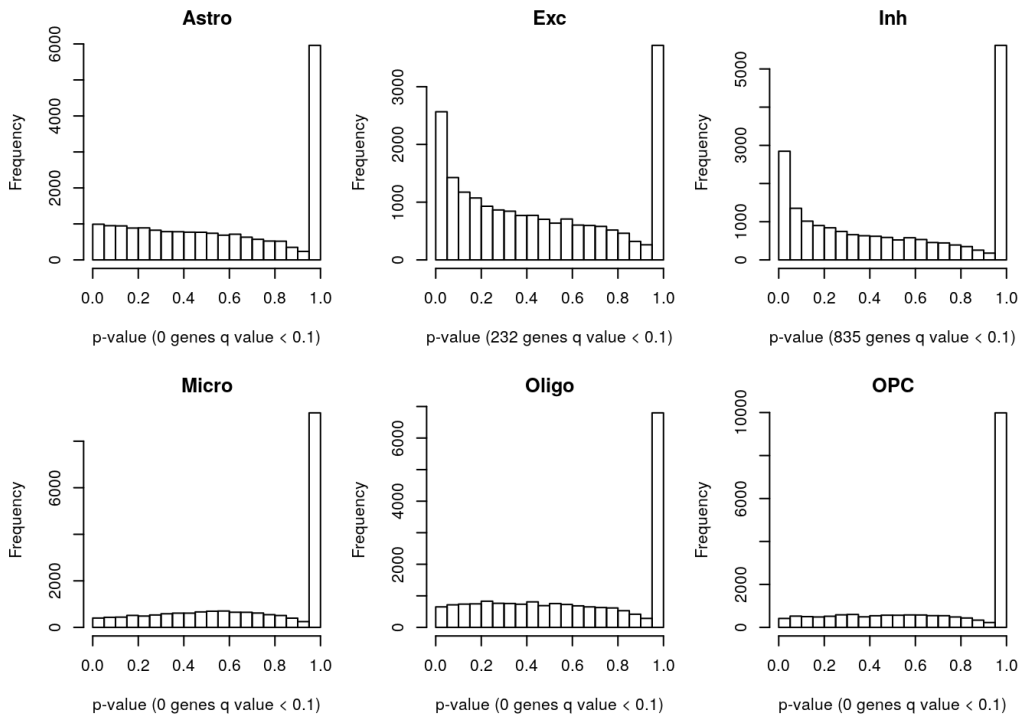 Astro
Exc
Inh
Frequency
0 2000 4000 6000
0.0 0.2 0.4 0.6 0.8 1.0
p-value (0 genes q value < 0.1)
Frequency
0 1000 2000 3000
0.0 0.2 0.4 0.6 0.8 1.0
p-value (232 genes q value < 0.1)
Frequency
0 1000 3000 5000
0.0 0.2 0.4 0.6 0.8 1.0
p-value (835 genes q value < 0.1)
Micro
Oligo
OPC
Frequency
0 2000 6000
0.0 0.2 0.4 0.6 0.8 1.0
p-value (0 genes q value < 0.1)
Frequency
0 2000 4000 6000
0.0 0.2 0.4 0.6 0.8 1.0
p-value (0 genes q value < 0.1)
Frequency
0 2000 6000 10000
0.0 0.2 0.4 0.6 0.8 1.0
p-value (0 genes q value < 0.1)